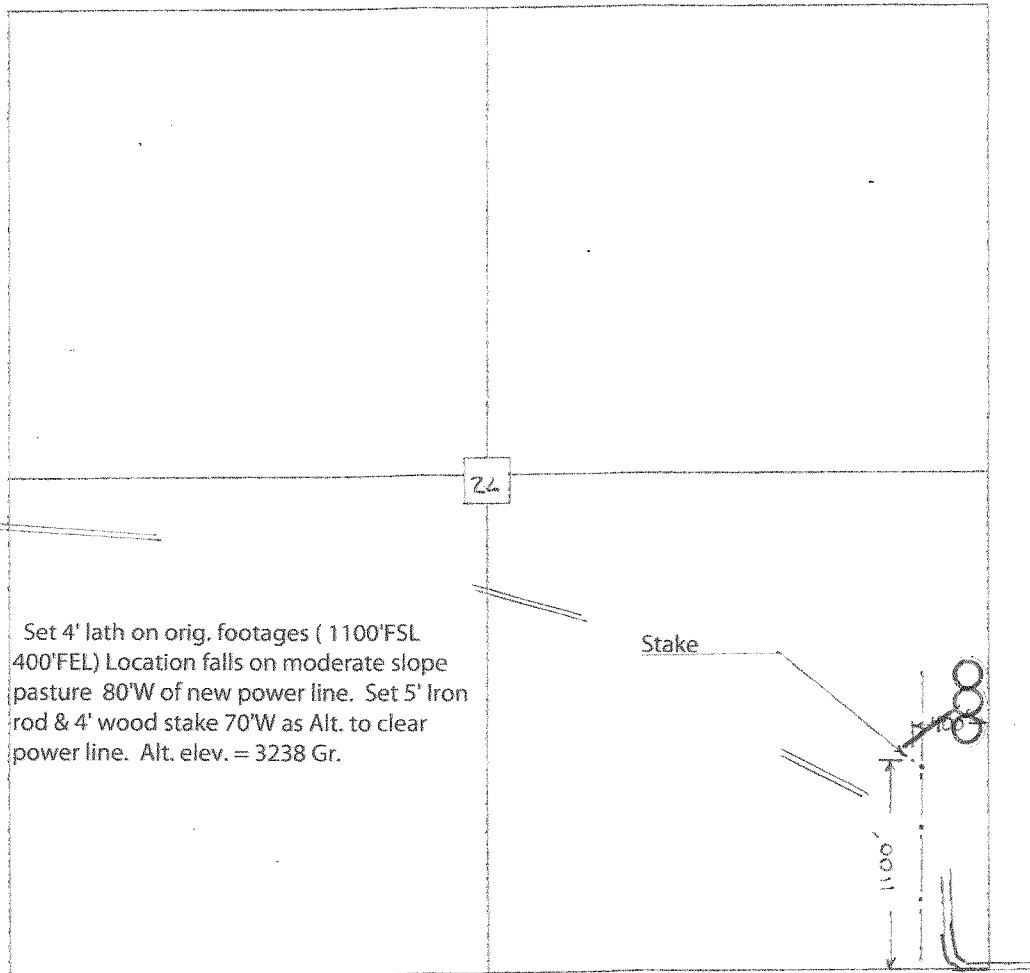 22
Set 4' lath on orig. footages ( 1100'FSL
400'FEL) Location falls on moderate slope
pasture 80'W of new power line. Set 5' Iron
rod & 4' wood stake 70'W as Alt. to clear
power line. Alt. elev. = 3238 Gr.
Stake
1100'